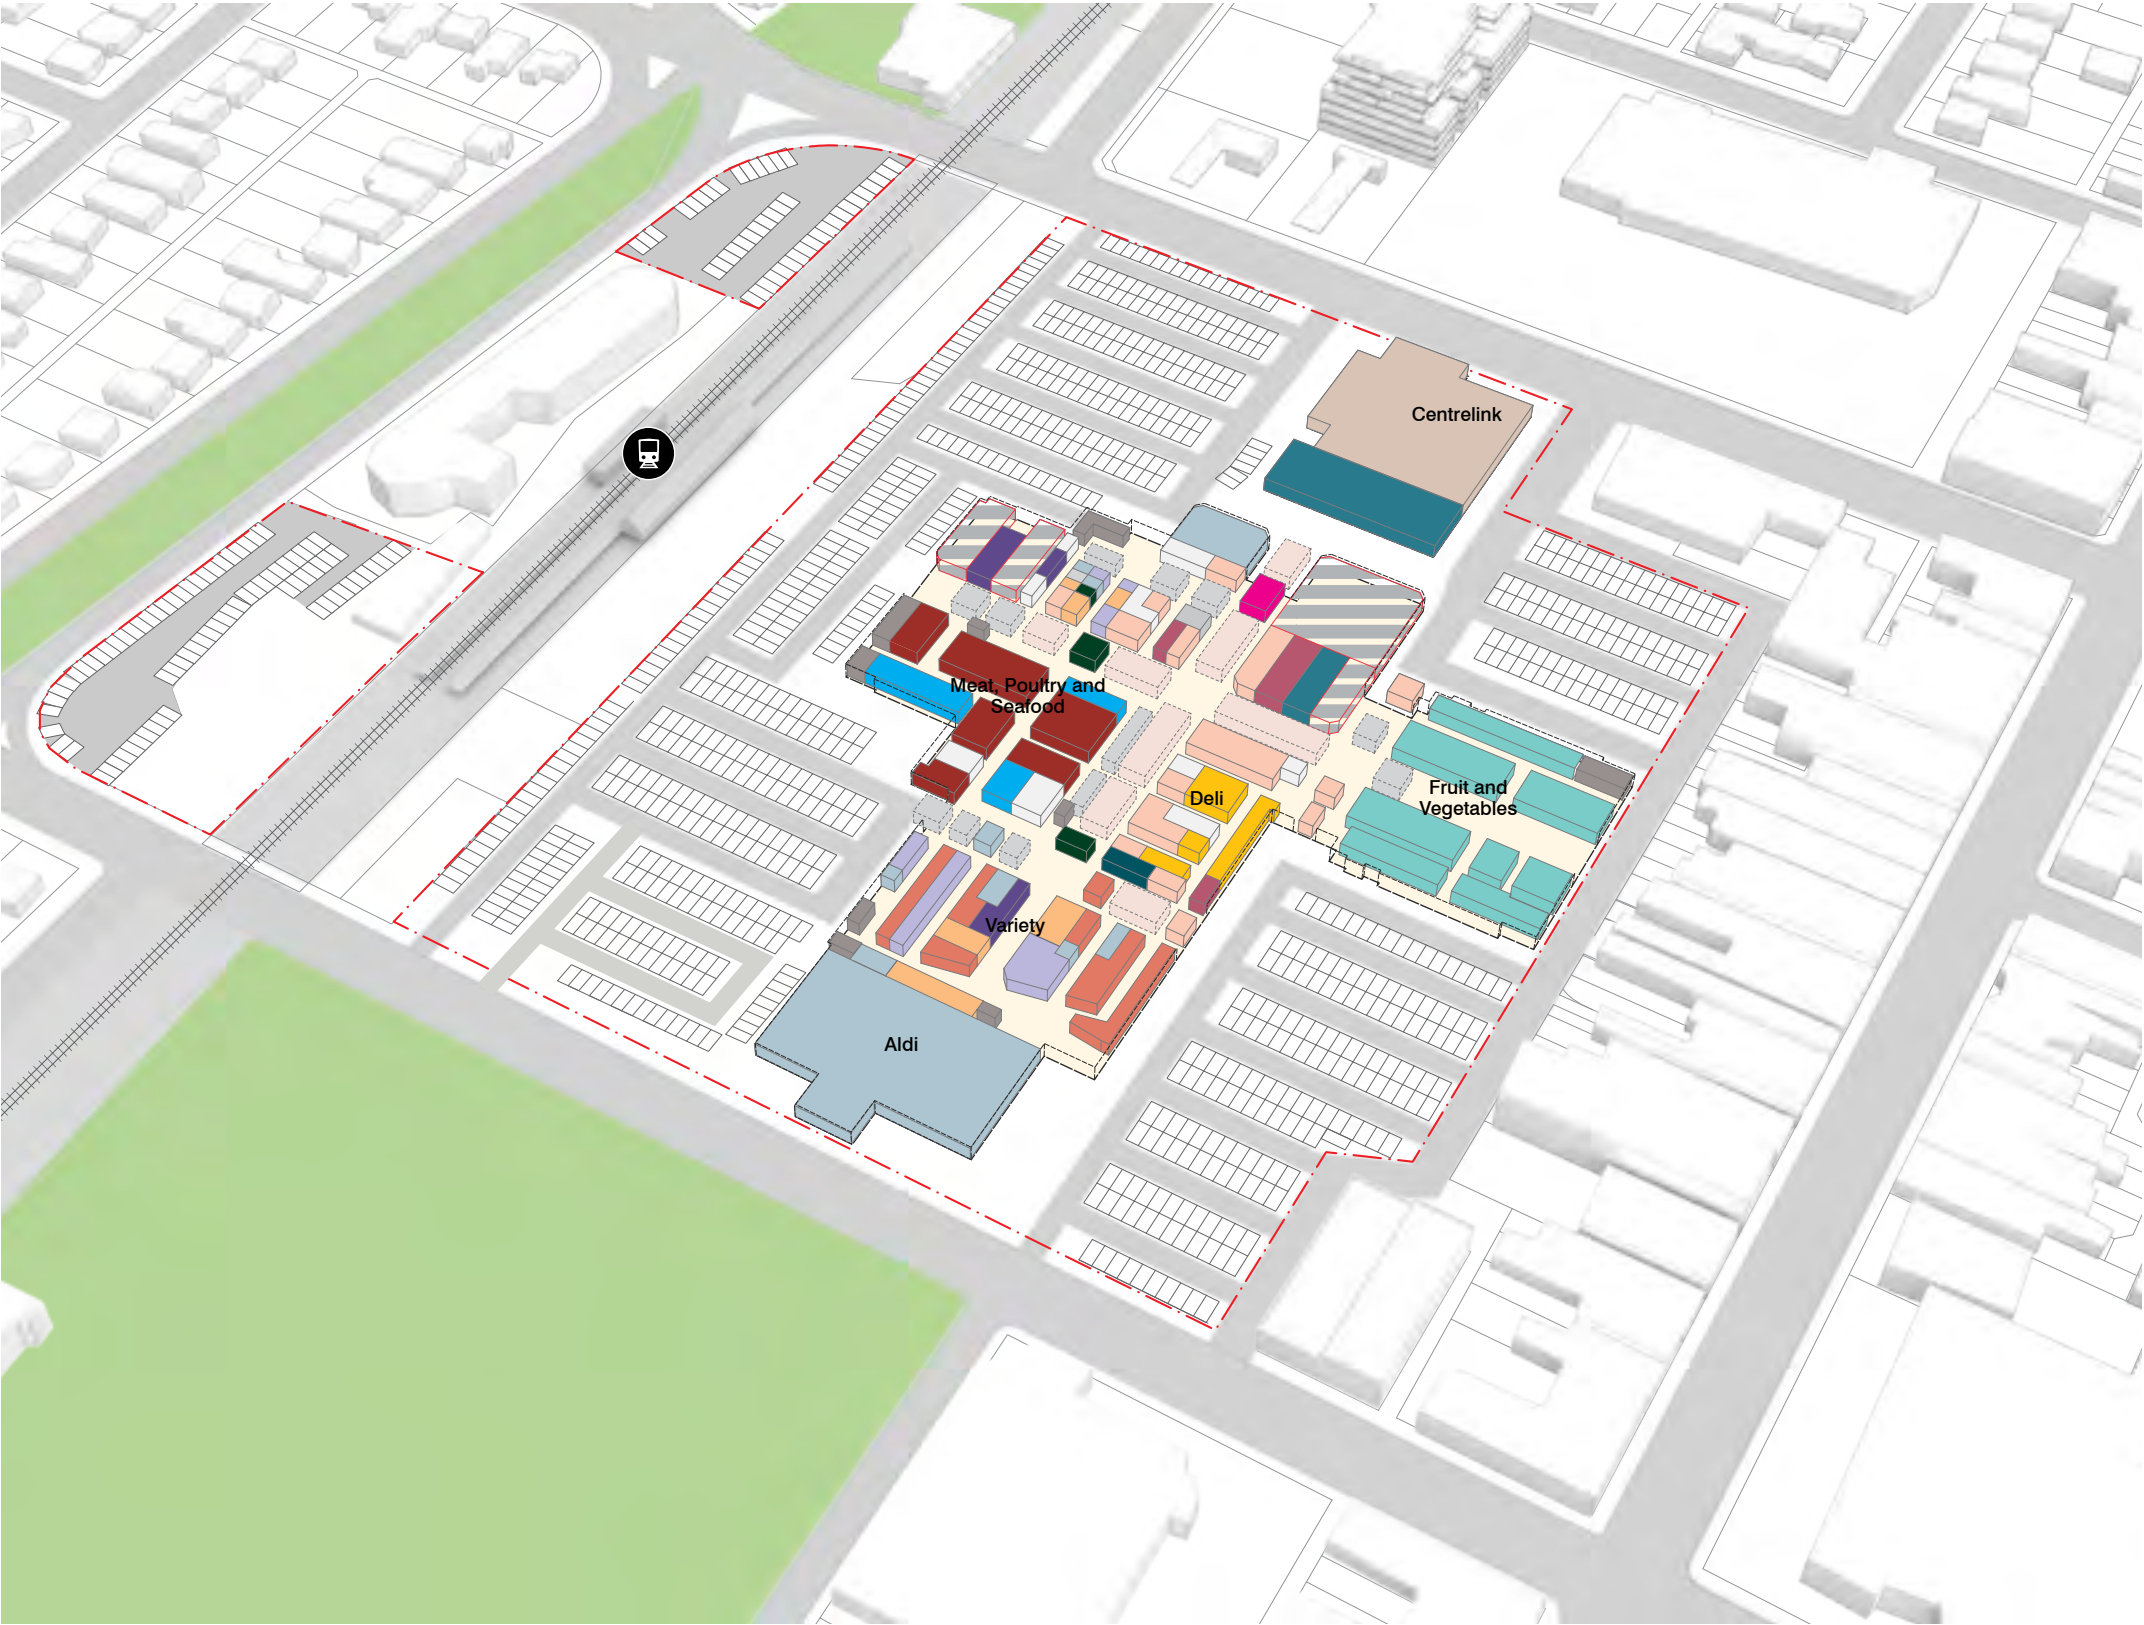 Centrelink
Meat, Poultry and
Seafood
Deli
Fruit and
Vegetables
Variety
Aldi